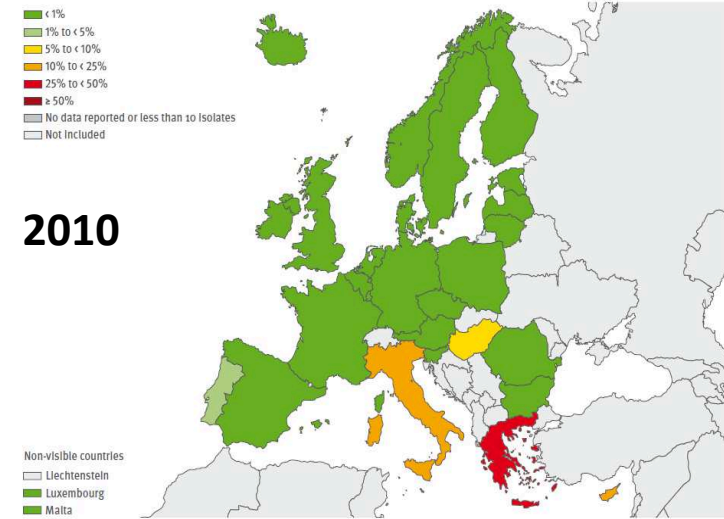 < 1%
1% to < 5%
5% to < 10%
10% to < 25%
25% to < 50%
≥ 50%
No data reported or less than 10 isolates
Not included
2010
Non-visible countries
Liechtenstein
Luxembourg
Malta